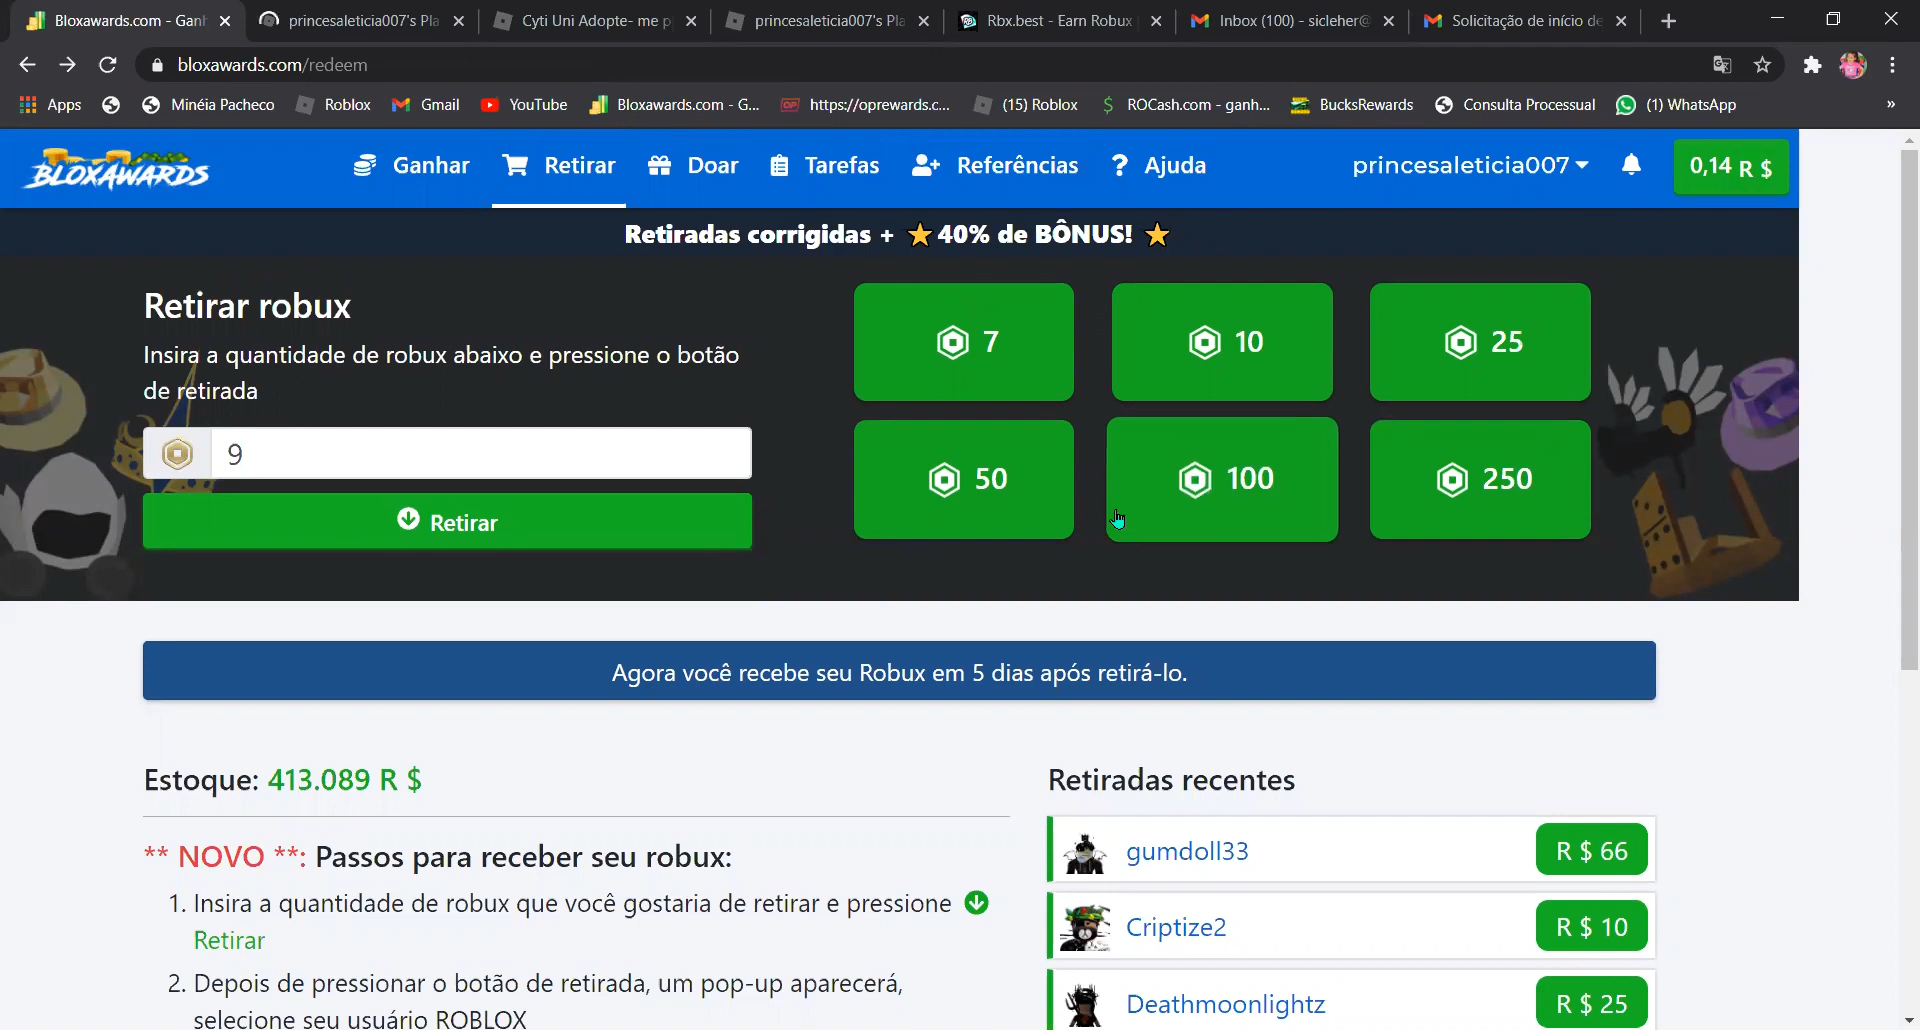 Bloxawards.com - Ganh
princesaleticia007's Pla
Cyti Uni Adopte- me p
princesaleticia007's Pla
Rbx.best - Earn Robux
Inbox (100) - sicleher@
Solicitação de início de
bloxawards.com/redeem
Apps
Minéia Pacheco
Roblox
Gmail
YouTube
Bloxawards.com - G...
https://oprewards.c...
(15) Roblox
ROCash.com - ganh...
BucksRewards
Consulta Processual
(1) WhatsApp
BLOXAWARDS
Ganhar
Retirar
Doar
Tarefas
Referências
Ajuda
princesaleticia007
0,14 R $
Retiradas corrigidas + ⭐ 40% de BÔNUS! ⭐
Retirar robux
Insira a quantidade de robux abaixo e pressione o botão
de retirada
9
Retirar
7
10
25
50
100
250
Agora você recebe seu Robux em 5 dias após retirá-lo.
Estoque: 413.089 R $
** NOVO **: Passos para receber seu robux:
1. Insira a quantidade de robux que você gostaria de retirar e pressione
Retirar
2. Depois de pressionar o botão de retirada, um pop-up aparecerá,
selecione seu usuário ROBLOX
Retiradas recentes
gumdoll33
R $ 66
Criptize2
R $ 10
Deathmoonlightz
R $ 25